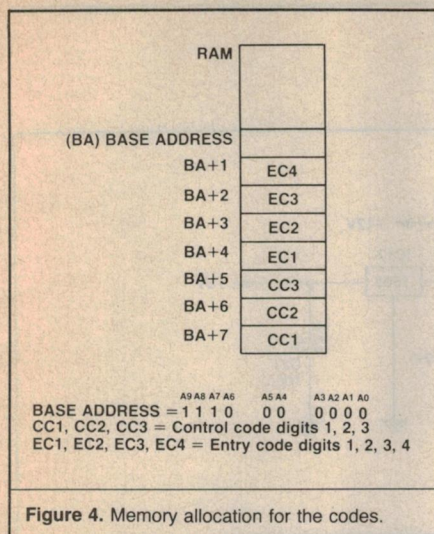 RAM
(BA) BASE ADDRESS
BA+1 EC4
BA+2 EC3
BA+3 EC2
BA+4 EC1
BA+5 CC3
BA+6 CC2
BA+7 CC1
A9 A8 A7 A6 A5 A4 A3 A2 A1 A0
BASE ADDRESS = 1 1 1 0 0 0 0 0 0 0
CC1, CC2, CC3 = Control code digits 1, 2, 3
EC1, EC2, EC3, EC4 = Entry code digits 1, 2, 3, 4
Figure 4. Memory allocation for the codes.